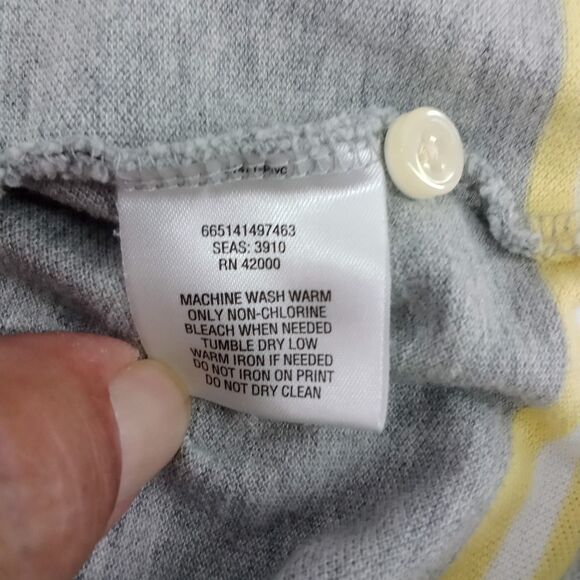 665141497463
SEAS: 3910
RN 42000
MACHINE WASH WARM
ONLY NON-CHLORINE
BLEACH WHEN NEEDED
TUMBLE DRY LOW
WARM IRON IF NEEDED
DO NOT IRON ON PRINT
DO NOT DRY CLEAN